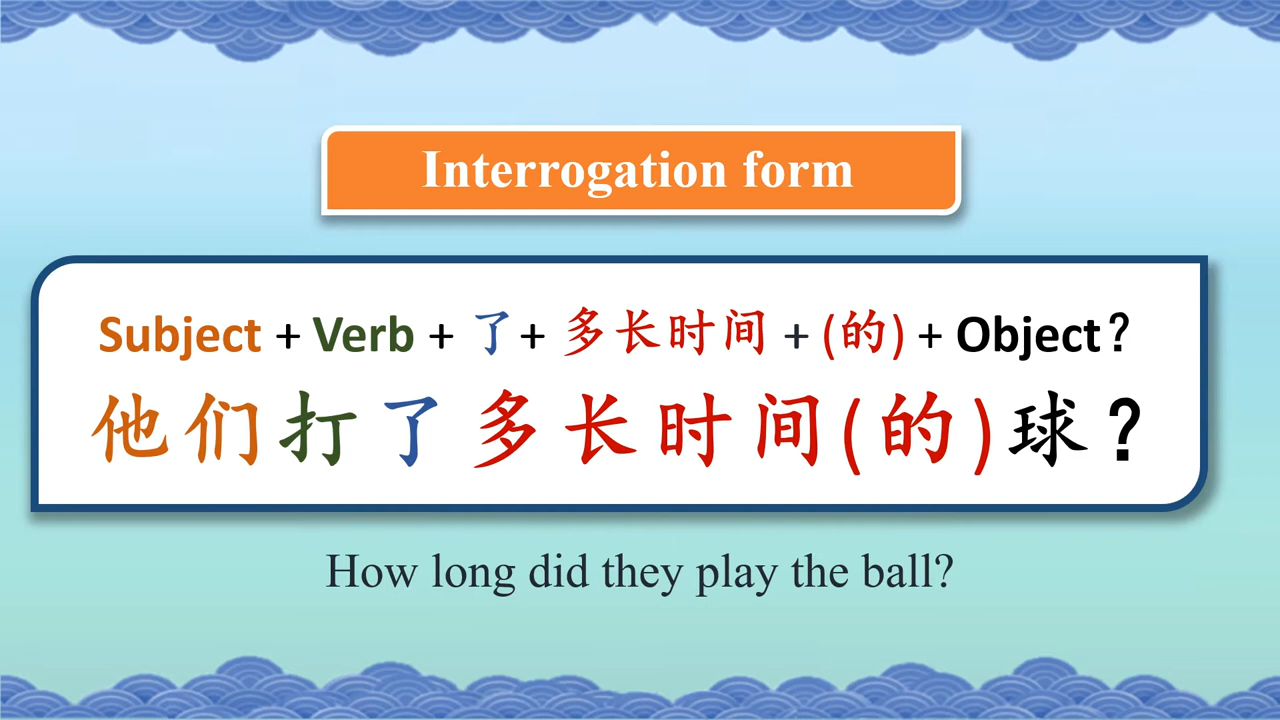 Interrogation form
Subject + Verb + 了+ 多长时间 + (的) + Object?
他们打了多长时间(的)球?
How long did they play the ball?